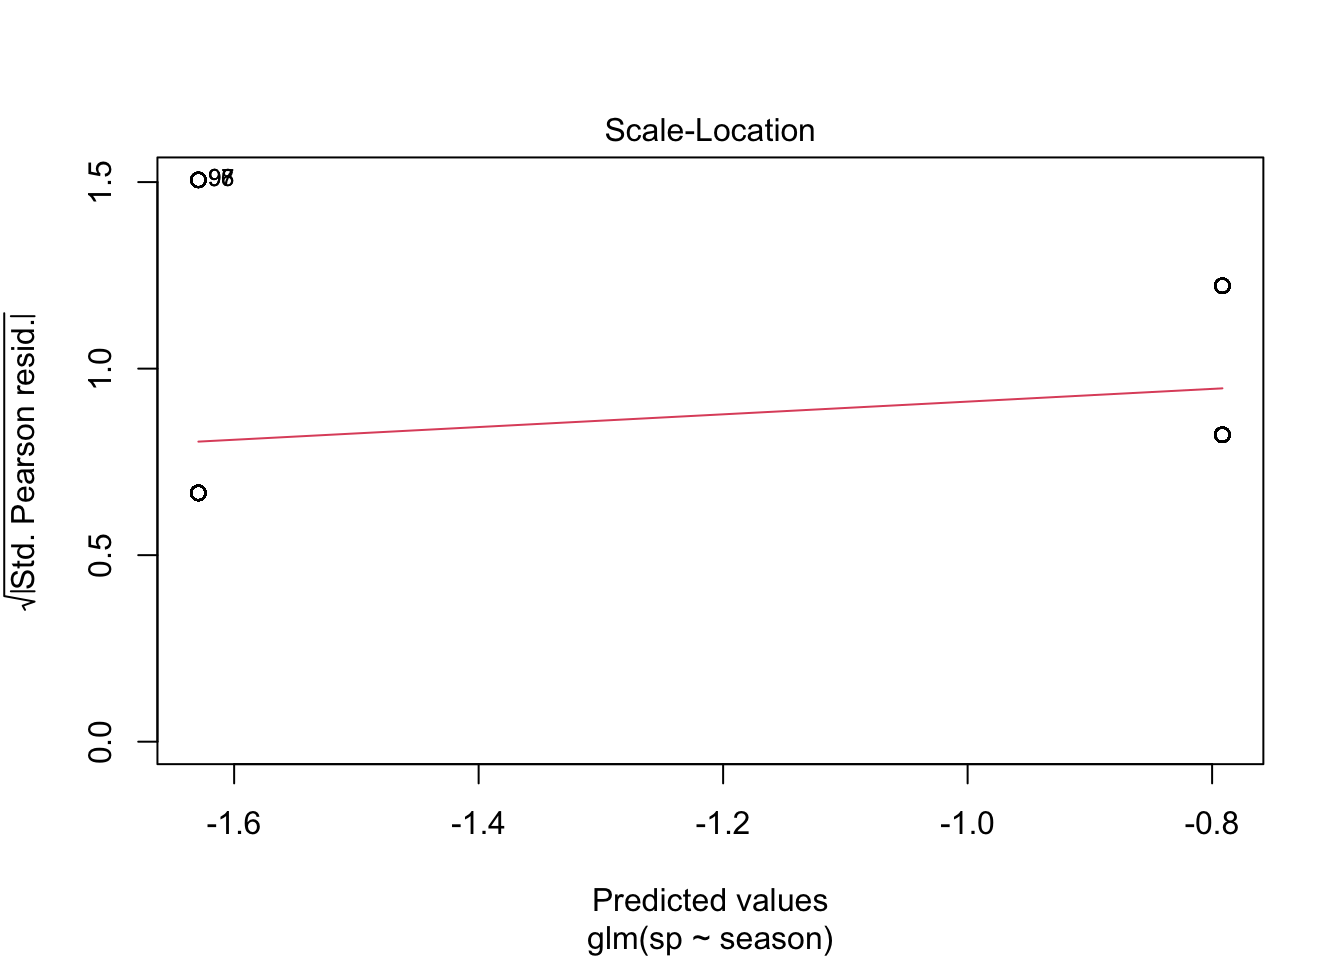 Scale-Location
√|Std. Pearson resid.|
1.5
1.0
0.5
0.0
-1.6 -1.4 -1.2 -1.0 -0.8
Predicted values
glm(sp ~ season)